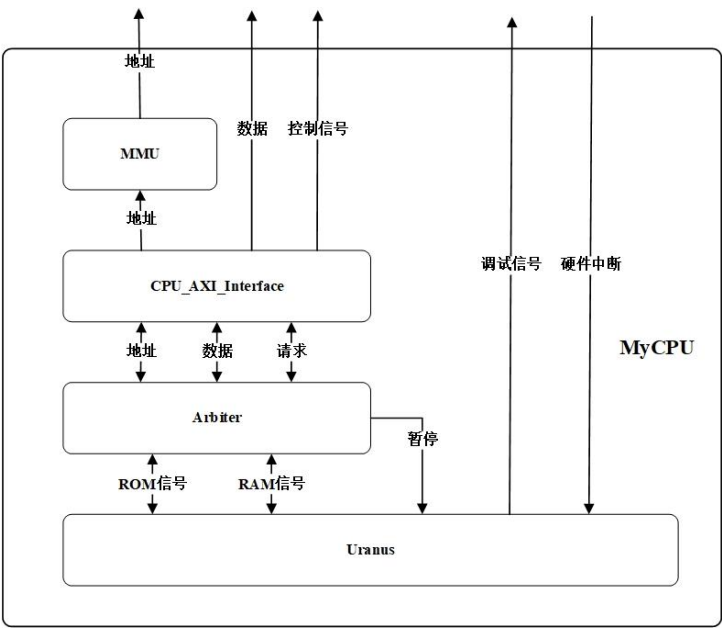 地址
MMU
数据
控制信号
地址
调试信号
硬件中断
CPU_AXI_Interface
地址
数据
请求
MyCPU
Arbiter
暂停
ROM信号
RAM信号
Uranus